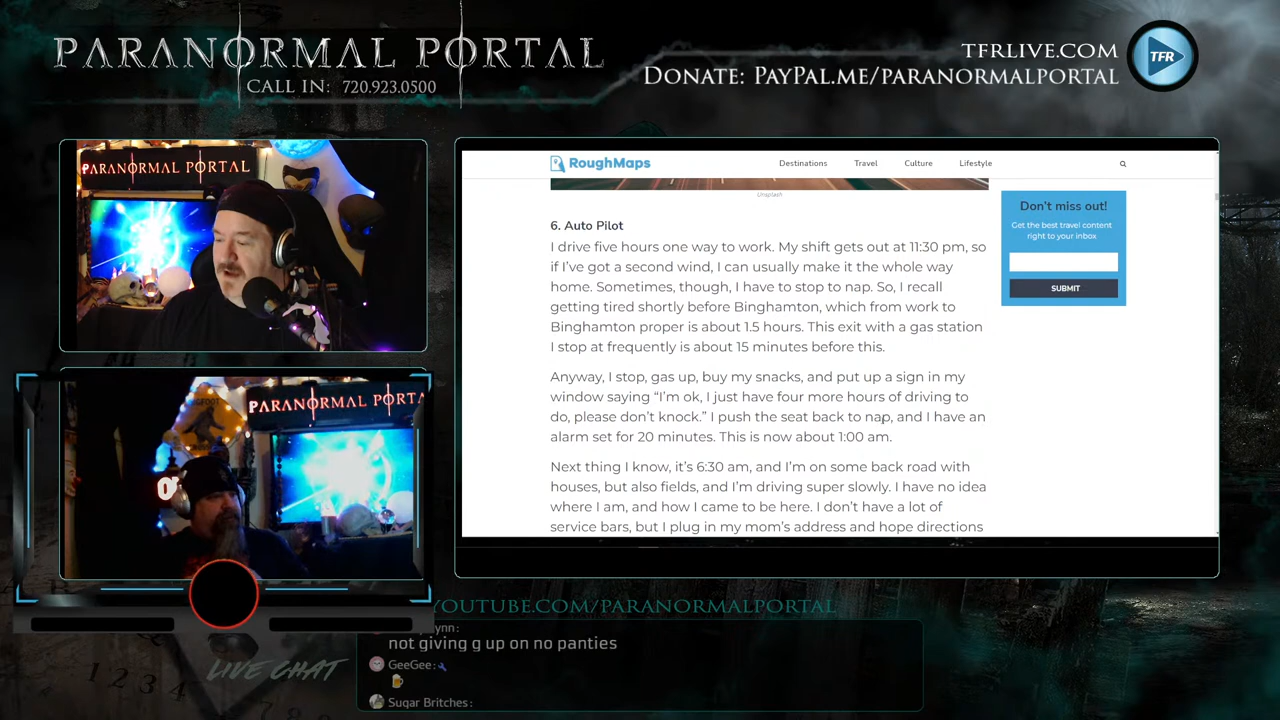 PARANORMAL PORTAL
CALL IN: 720.923.0500
TFRLIVE.COM
DONATE: PAYPAL.ME/PARANORMALPORTAL
TFR
PARANORMAL PORTAL
PARANORMAL PORTA
BIGFOOT
RoughMaps
Destinations
Travel
Culture
Lifestyle
Unsplash
6. Auto Pilot
I drive five hours one way to work. My shift gets out at 11:30 pm, so
if I've got a second wind, I can usually make it the whole way
home. Sometimes, though, I have to stop to nap. So, I recall
getting tired shortly before Binghamton, which from work to
Binghamton proper is about 1.5 hours. This exit with a gas station
I stop at frequently is about 15 minutes before this.
Anyway, I stop, gas up, buy my snacks, and put up a sign in my
window saying “I'm ok, I just have four more hours of driving to
do, please don't knock.” I push the seat back to nap, and I have an
alarm set for 20 minutes. This is now about 1:00 am.
Next thing I know, it's 6:30 am, and I'm on some back road with
houses, but also fields, and I'm driving super slowly. I have no idea
where I am, and how I came to be here. I don't have a lot of
service bars, but I plug in my mom's address and hope directions
Don't miss out!
Get the best travel content
right to your inbox
SUBMIT
YOUTUBE.COM/PARANORMALPORTAL
LIVE CHAT
not giving g up on no panties
GeeGee:
Sugar Britches :